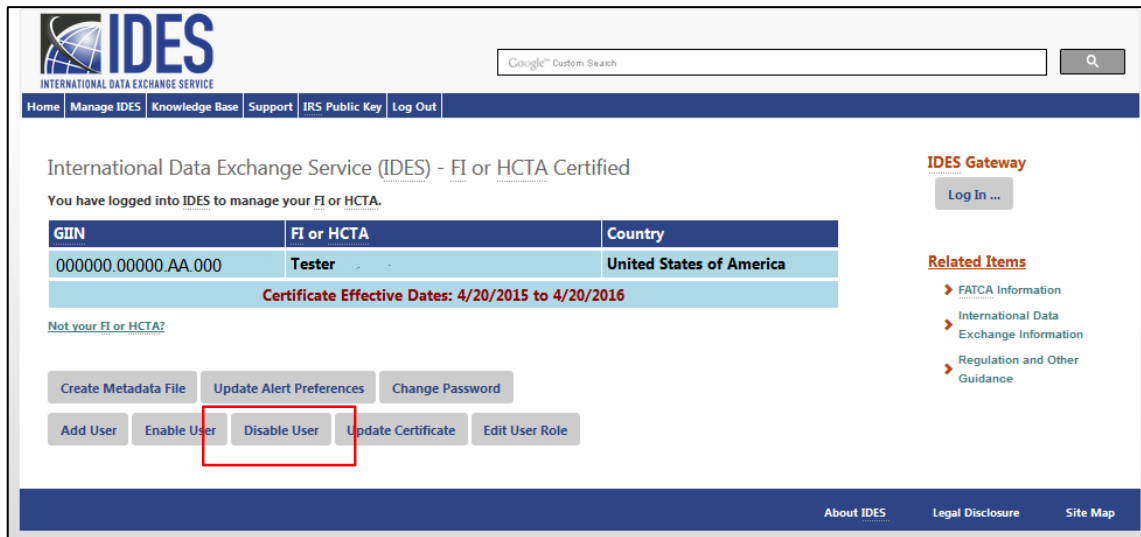 IDES
INTERNATIONAL DATA EXCHANGE SERVICE
Google™ Custom Search
Home Manage IDES Knowledge Base Support IRS Public Key Log Out
International Data Exchange Service (IDES) - FI or HCTA Certified
You have logged into IDES to manage your FI or HCTA.
GIIN FI or HCTA Country
000000.00000.AA.000 Tester United States of America
Certificate Effective Dates: 4/20/2015 to 4/20/2016
Not your FI or HCTA?
Create Metadata File Update Alert Preferences Change Password
Add User Enable User Disable User Update Certificate Edit User Role
IDES Gateway
Log In ...
Related Items
FATCA Information
International Data
Exchange Information
Regulation and Other
Guidance
About IDES Legal Disclosure Site Map